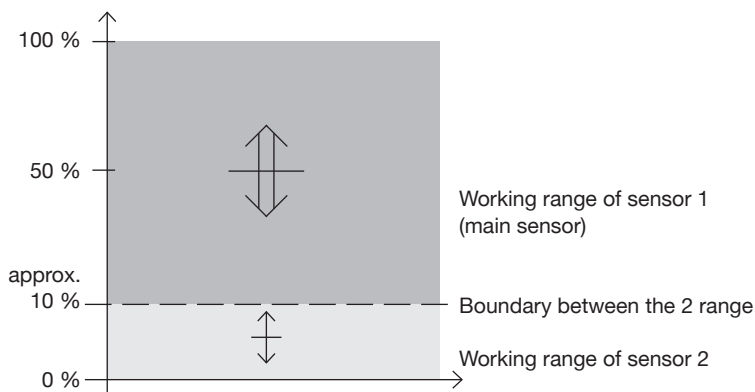 100 %
50 %
Working range of sensor 1
(main sensor)
approx.
10 %
Boundary between the 2 range
Working range of sensor 2
0 %